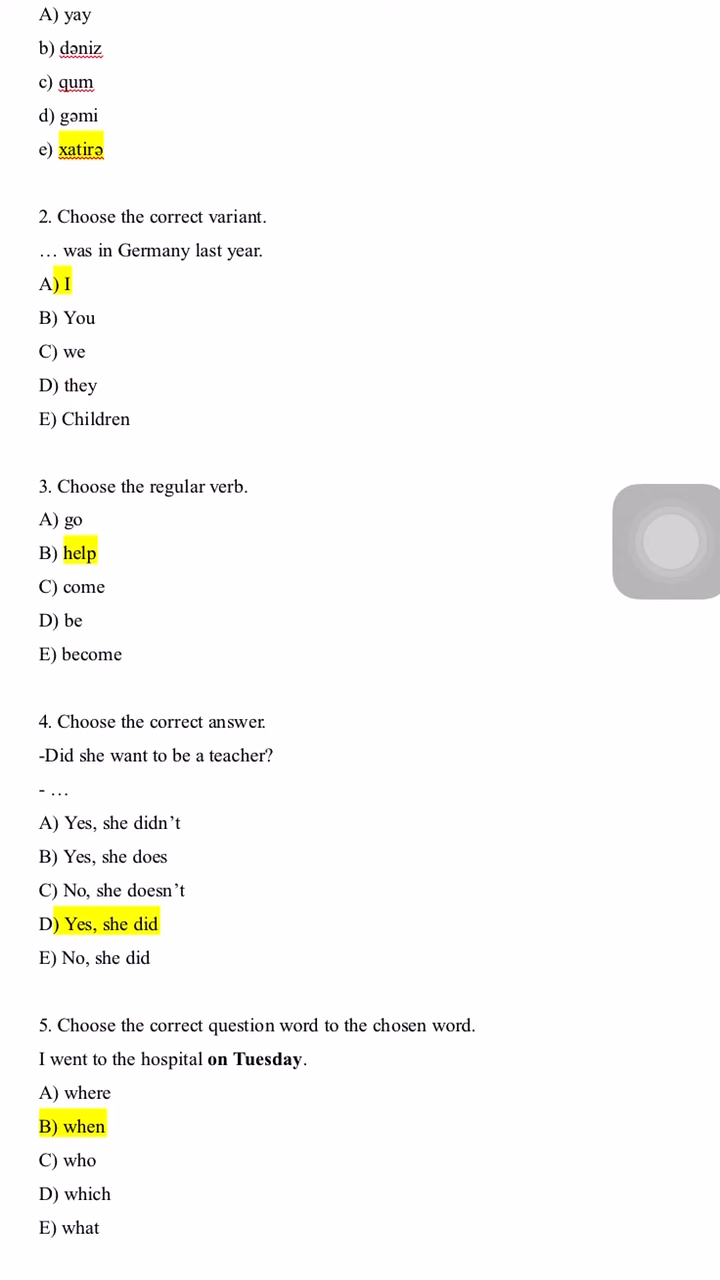 A) yay
b) dəniz
c) qum
d) gəmi
e) xatirə
2. Choose the correct variant.
… was in Germany last year.
A) I
B) You
C) we
D) they
E) Children
3. Choose the regular verb.
A) go
B) help
C) come
D) be
E) become
4. Choose the correct answer.
-Did she want to be a teacher?
- …
A) Yes, she didn’t
B) Yes, she does
C) No, she doesn’t
D) Yes, she did
E) No, she did
5. Choose the correct question word to the chosen word.
I went to the hospital on Tuesday.
A) where
B) when
C) who
D) which
E) what